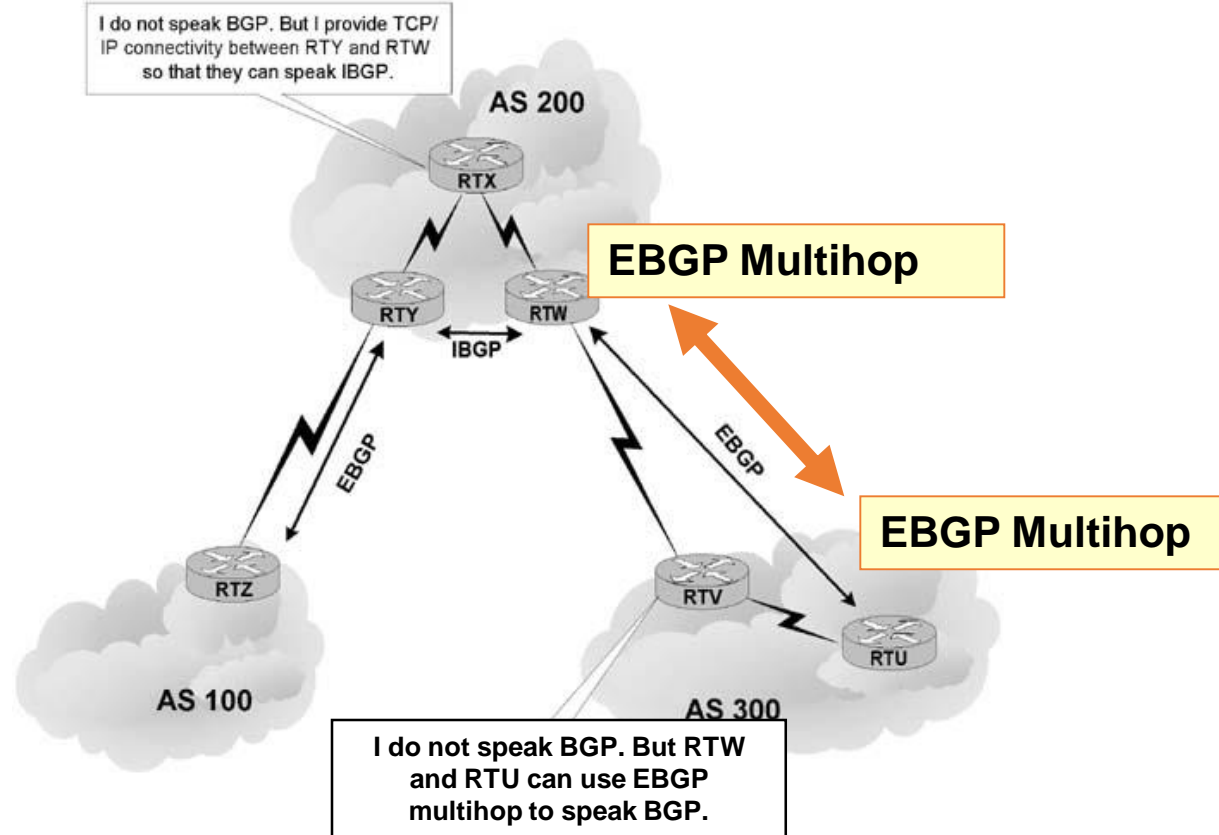 I do not speak BGP. But I provide TCP/
IP connectivity between RTY and RTW
so that they can speak IBGP.
AS 200
RTX
EBGP Multihop
RTY
RTW
IBGP
EBGP
EBGP
EBGP Multihop
RTZ
RTV
RTU
AS 100
AS 300
I do not speak BGP. But RTW
and RTU can use EBGP
multihop to speak BGP.